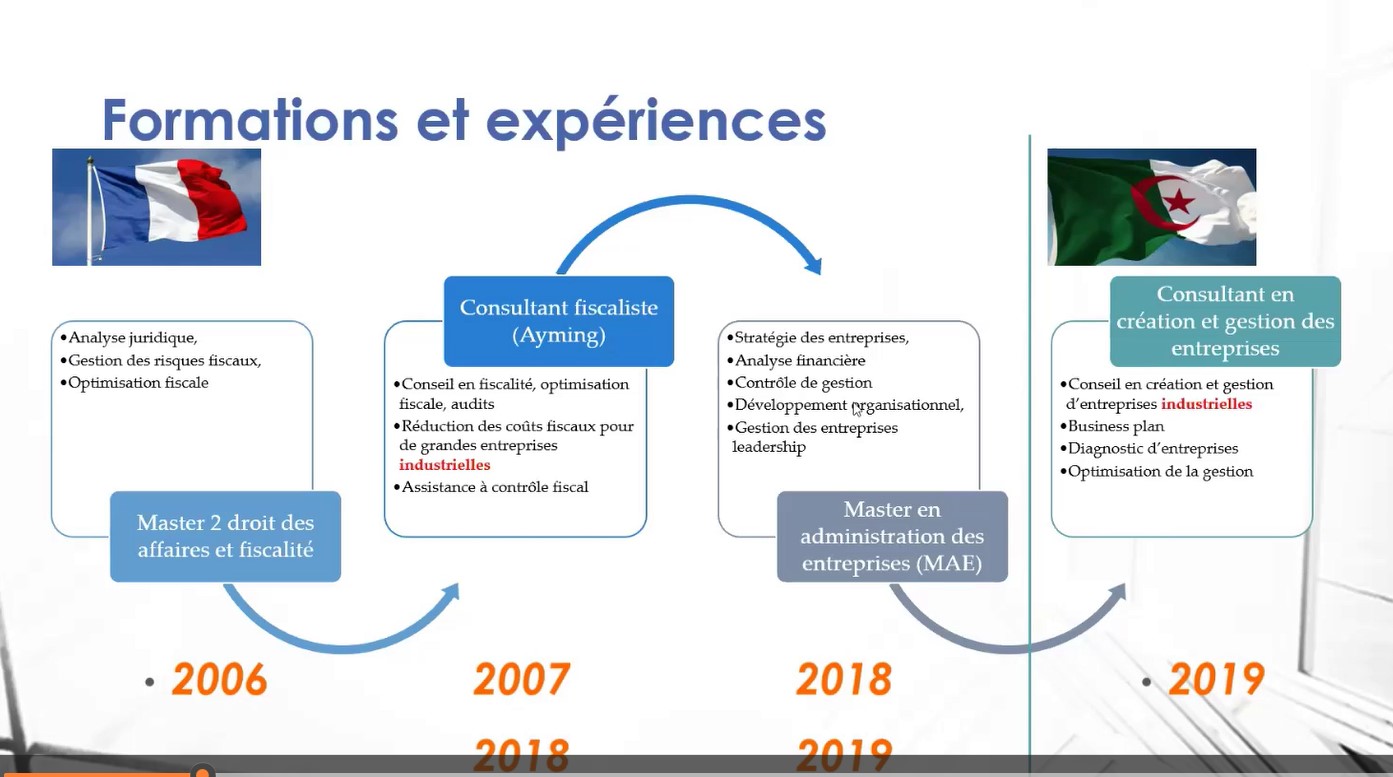 Formations et expériences
•Analyse juridique,
•Gestion des risques fiscaux,
•Optimisation fiscale
Master 2 droit des
affaires et fiscalité
Consultant fiscaliste
(Ayming)
•Conseil en fiscalité, optimisation
fiscale, audits
•Réduction des coûts fiscaux pour
de grandes entreprises
industrielles
•Assistance à contrôle fiscal
•Stratégie des entreprises,
•Analyse financière
•Contrôle de gestion
•Développement organisationnel,
•Gestion des entreprises
leadership
Master en
administration des
entreprises (MAE)
Consultant en
création et gestion des
entreprises
•Conseil en création et gestion
d’entreprises industrielles
•Business plan
•Diagnostic d’entreprises
•Optimisation de la gestion
• 2006
2007
2018
2018
2019
• 2019